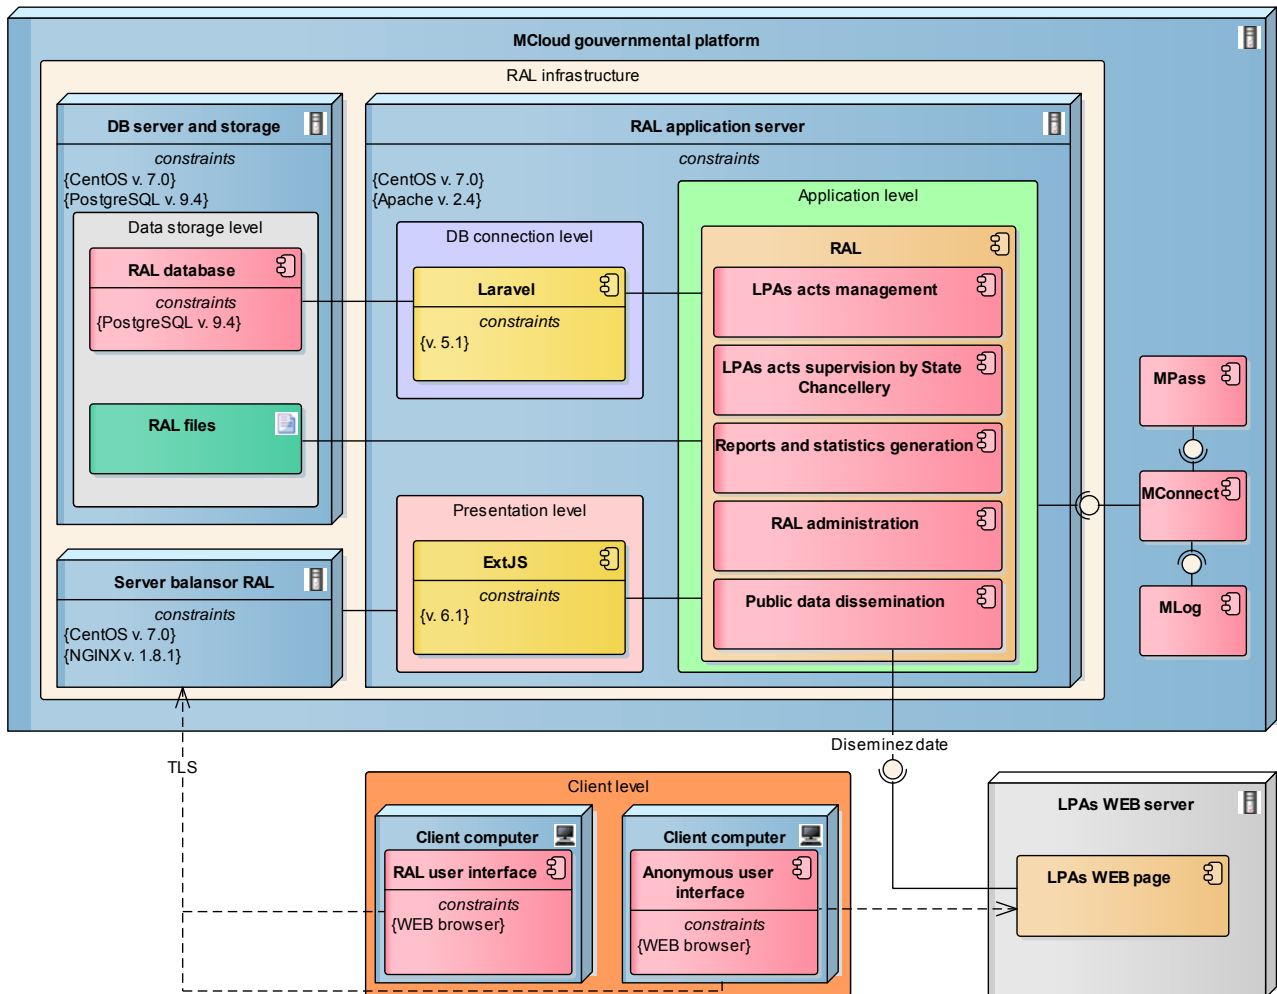 MCloud gouvernmental platform
RAL infrastructure
DB server and storage
constraints
{CentOS v. 7.0}
{PostgreSQL v. 9.4}
Data storage level
RAL database
constraints
{PostgreSQL v. 9.4}
RAL files
Server balansor RAL
constraints
{CentOS v. 7.0}
{NGINX v. 1.8.1}
RAL application server
constraints
{CentOS v. 7.0}
{Apache v. 2.4}
DB connection level
Laravel
constraints
{v. 5.1}
Presentation level
ExtJS
constraints
{v. 6.1}
Application level
RAL
LPAs acts management
LPAs acts supervision by State
Chancellery
Reports and statistics generation
RAL administration
Public data dissemination
MPass
MConnect
MLog
Diseminez date
TLS
Client level
Client computer
RAL user interface
constraints
{WEB browser}
Client computer
Anonymous user
interface
constraints
{WEB browser}
LPAs WEB server
LPAs WEB page